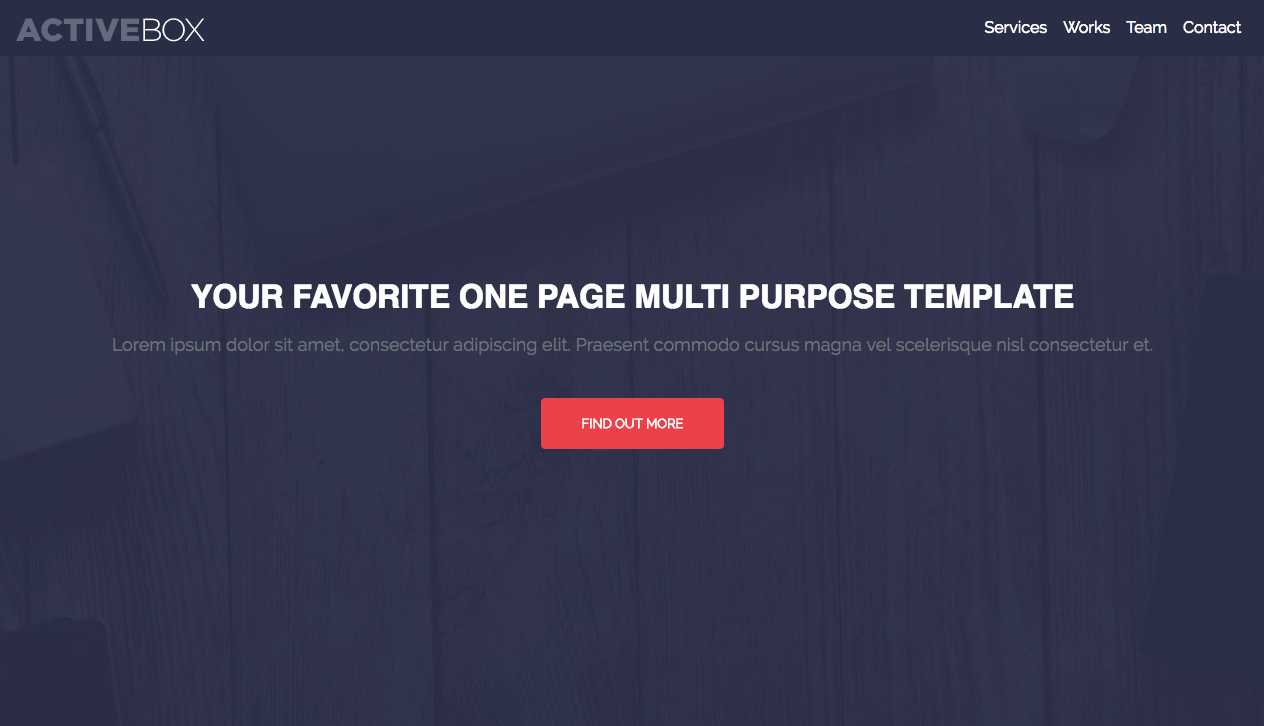 ACTIVEBOX
Services Works Team Contact
YOUR FAVORITE ONE PAGE MULTI PURPOSE TEMPLATE
Lorem ipsum dolor sit amet, consectetur adipiscing elit. Praesent commodo cursus magna vel scelerisque nisl consectetur et.
FIND OUT MORE